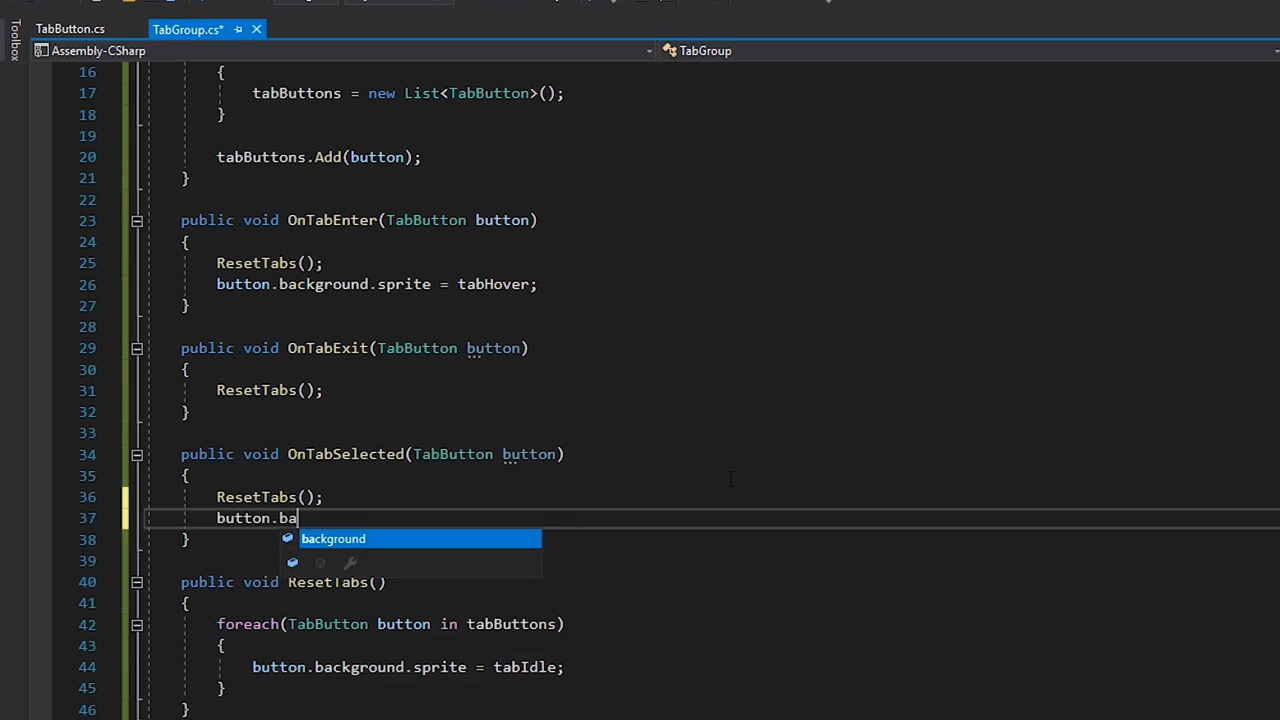 Toolbox
TabButton.cs
TabGroup.cs*
Assembly-CSharp
TabGroup
16 {
17 tabButtons = new List<TabButton>();
18 }
19
20 tabButtons.Add(button);
21 }
22
23 public void OnTabEnter(TabButton button)
24 {
25 ResetTabs();
26 button.background.sprite = tabHover;
27 }
28
29 public void OnTabExit(TabButton button)
30 {
31 ResetTabs();
32 }
33
34 public void OnTabSelected(TabButton button)
35 {
36 ResetTabs();
37 button.ba
background
38 }
39
40 public void ResetTabs()
41 {
42 foreach(TabButton button in tabButtons)
43 {
44 button.background.sprite = tabIdle;
45 }
46 }